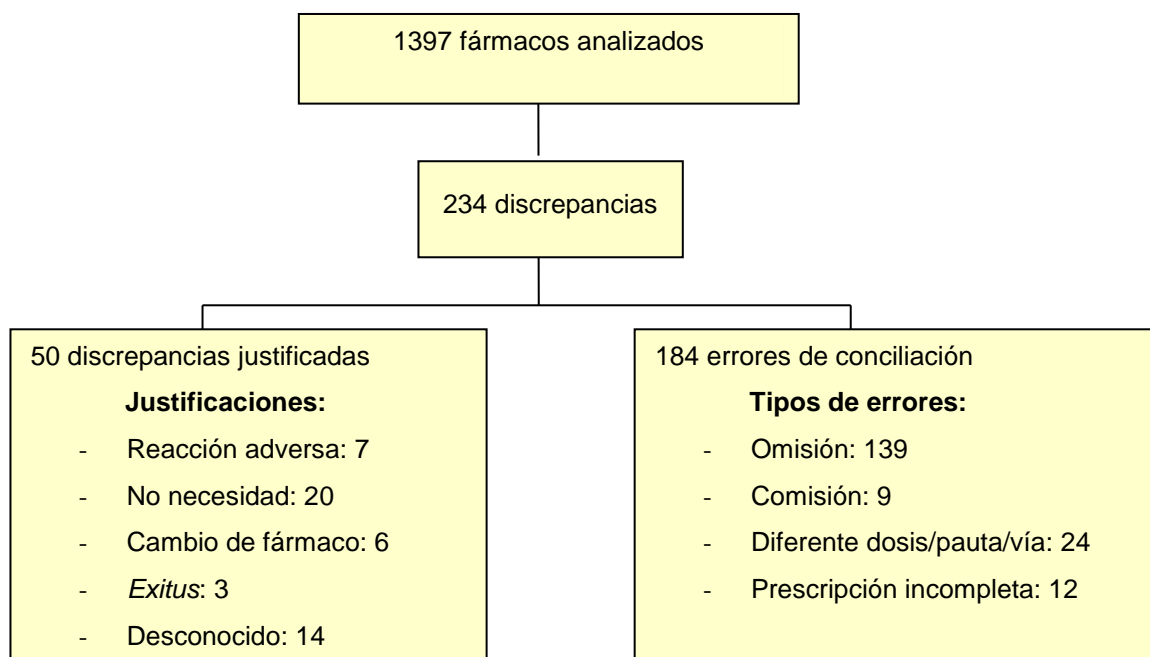 1397 fármacos analizados
234 discrepancias
50 discrepancias justificadas
Justificaciones:
- Reacción adversa: 7
- No necesidad: 20
- Cambio de fármaco: 6
- Exitus: 3
- Desconocido: 14
184 errores de conciliación
Tipos de errores:
- Omisión: 139
- Comisión: 9
- Diferente dosis/pauta/vía: 24
- Prescripción incompleta: 12